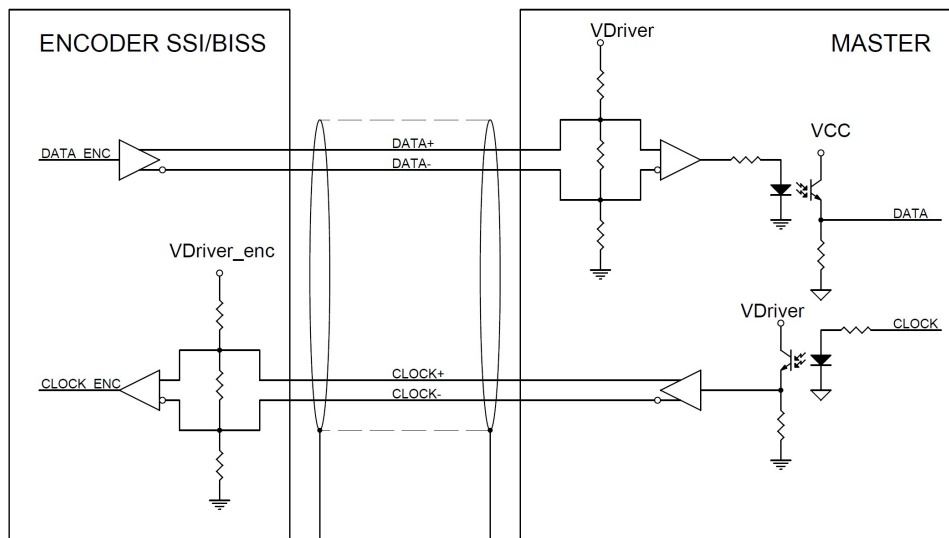 ENCODER SSI/BISS
MASTER
VDriver
VCC
DATA_ENC
DATA+
DATA-
DATA
VDriver_enc
VDriver
CLOCK
CLOCK_ENC
CLOCK+
CLOCK-